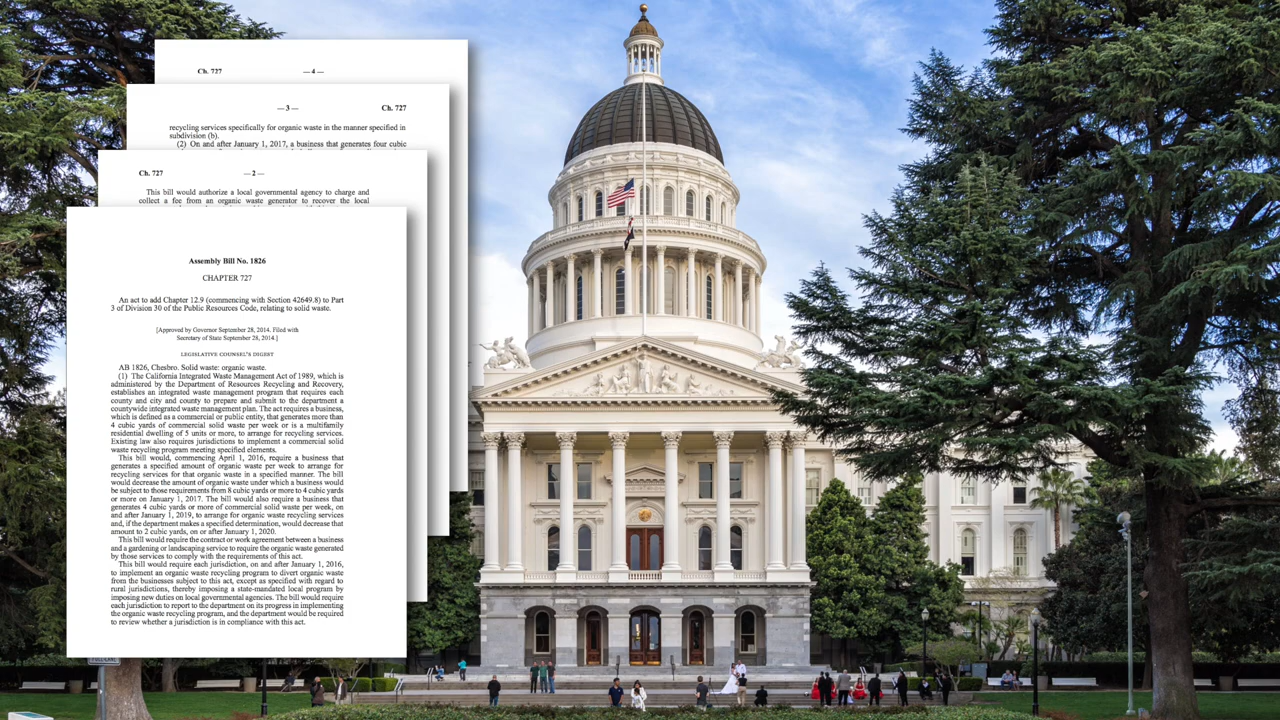 Ch. 727 — 4 —
— 3 — Ch. 727
recycling services specifically for organic waste in the manner specified in
subdivision (b).
(2) On and after January 1, 2017, a business that generates four cubic
Ch. 727 — 2 —
This bill would authorize a local governmental agency to charge and
collect a fee from an organic waste generator to recover the local
Assembly Bill No. 1826
CHAPTER 727
An act to add Chapter 12.9 (commencing with Section 42649.8) to Part
3 of Division 30 of the Public Resources Code, relating to solid waste.
[Approved by Governor September 28, 2014. Filed with
Secretary of State September 28, 2014.]
LEGISLATIVE COUNSEL'S DIGEST
AB 1826, Chesbro. Solid waste: organic waste.
(1) The California Integrated Waste Management Act of 1989, which is
administered by the Department of Resources Recycling and Recovery,
establishes an integrated waste management program that requires each
county and city and county to prepare and submit to the department a
countywide integrated waste management plan. The act requires a business,
which is defined as a commercial or public entity, that generates more than
4 cubic yards of commercial solid waste per week or is a multifamily
residential dwelling of 5 units or more, to arrange for recycling services.
Existing law also requires jurisdictions to implement a commercial solid
waste recycling program meeting specified elements.
This bill would, commencing April 1, 2016, require a business that
generates a specified amount of organic waste per week to arrange for
recycling services for that organic waste in a specified manner. The bill
would decrease the amount of organic waste under which a business would
be subject to those requirements from 8 cubic yards or more to 4 cubic yards
or more on January 1, 2017. The bill would also require a business that
generates 4 cubic yards or more of commercial solid waste per week, on
and after January 1, 2019, to arrange for organic waste recycling services
and, if the department makes a specified determination, would decrease that
amount to 2 cubic yards, on or after January 1, 2020.
This bill would require the contract or work agreement between a business
and a gardening or landscaping service to require the organic waste generated
by those services to comply with the requirements of this act.
This bill would require each jurisdiction, on and after January 1, 2016,
to implement an organic waste recycling program to divert organic waste
from the businesses subject to this act, except as specified with regard to
rural jurisdictions, thereby imposing a state-mandated local program by
imposing new duties on local governmental agencies. The bill would require
each jurisdiction to report to the department on its progress in implementing
the organic waste recycling program, and the department would be required
to review whether a jurisdiction is in compliance with this act.